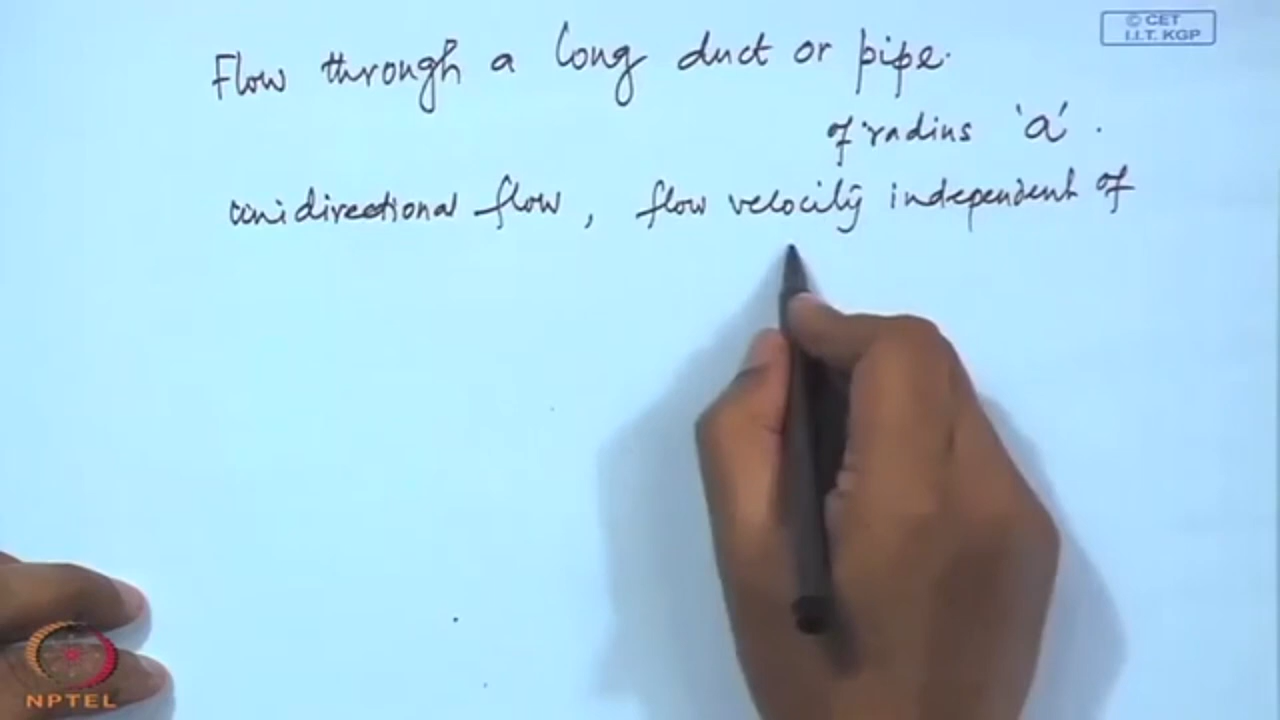 © CET
I.I.T. KGP
Flow through a long duct or pipe.
of radius 'a'.
unidirectional flow, flow velocity independent of
NPTEL